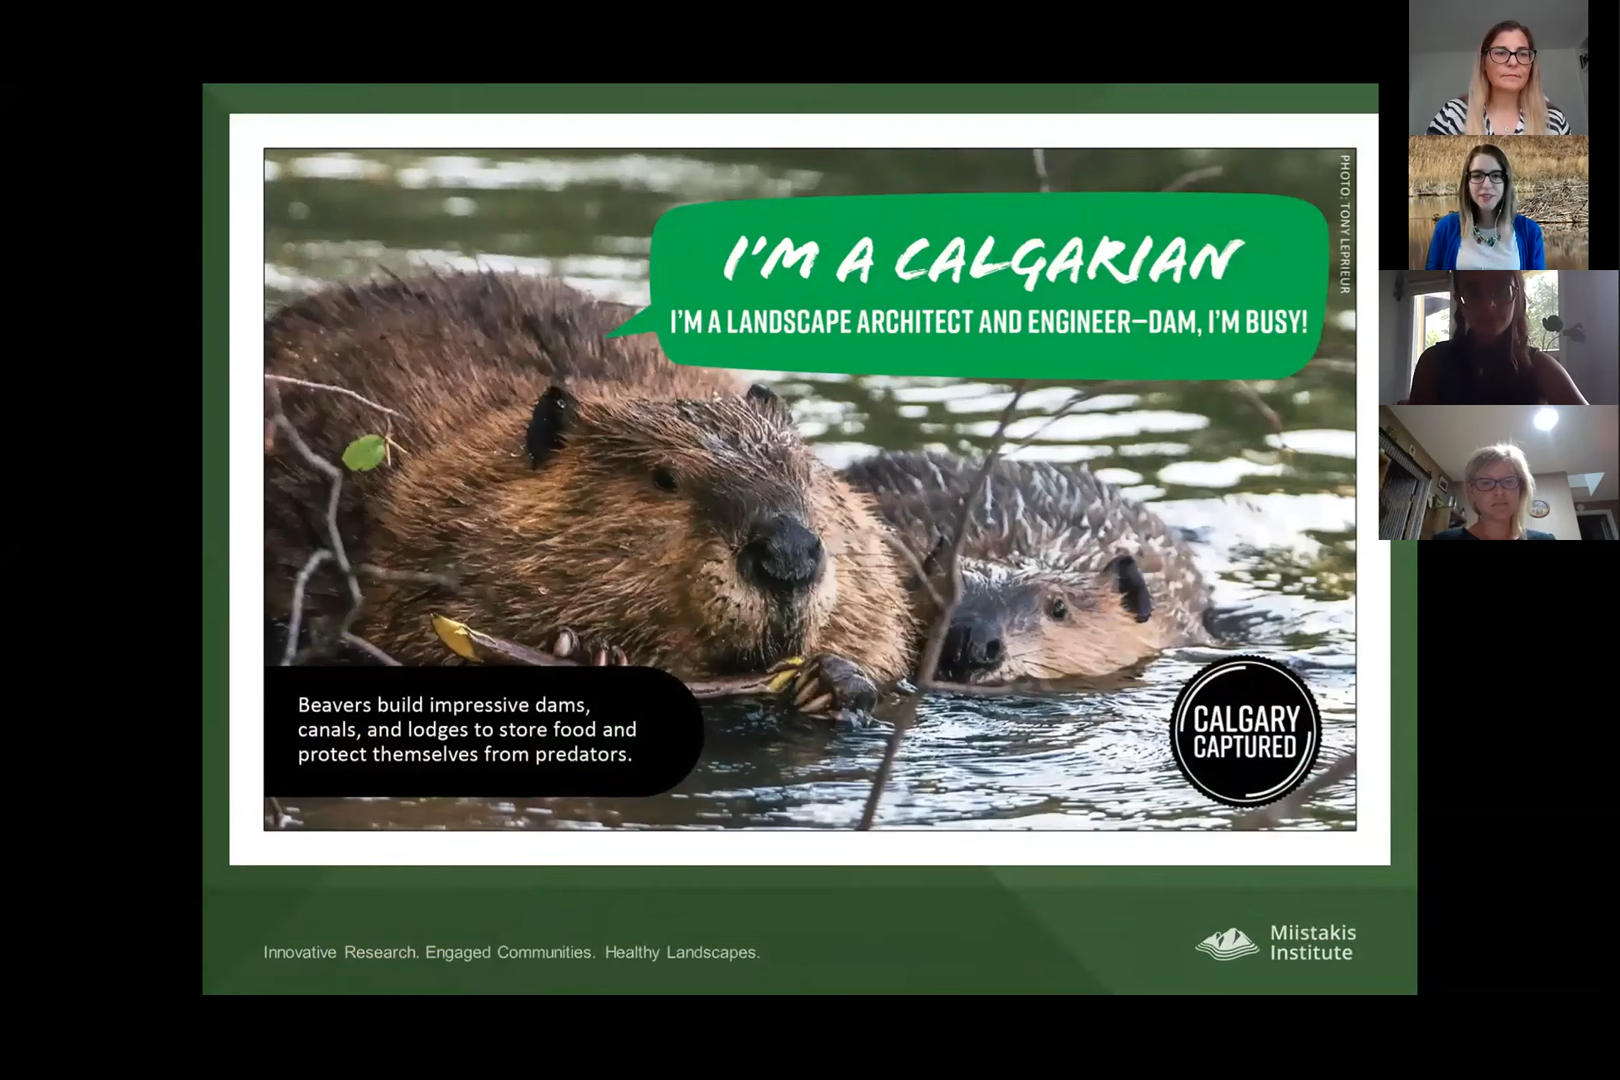 I'M A CALGARIAN
I'M A LANDSCAPE ARCHITECT AND ENGINEER–DAM, I'M BUSY!
PHOTO: TONY LEPRIEUR
Beavers build impressive dams,
canals, and lodges to store food and
protect themselves from predators.
CALGARY
CAPTURED
Innovative Research. Engaged Communities. Healthy Landscapes.
Miistakis
Institute